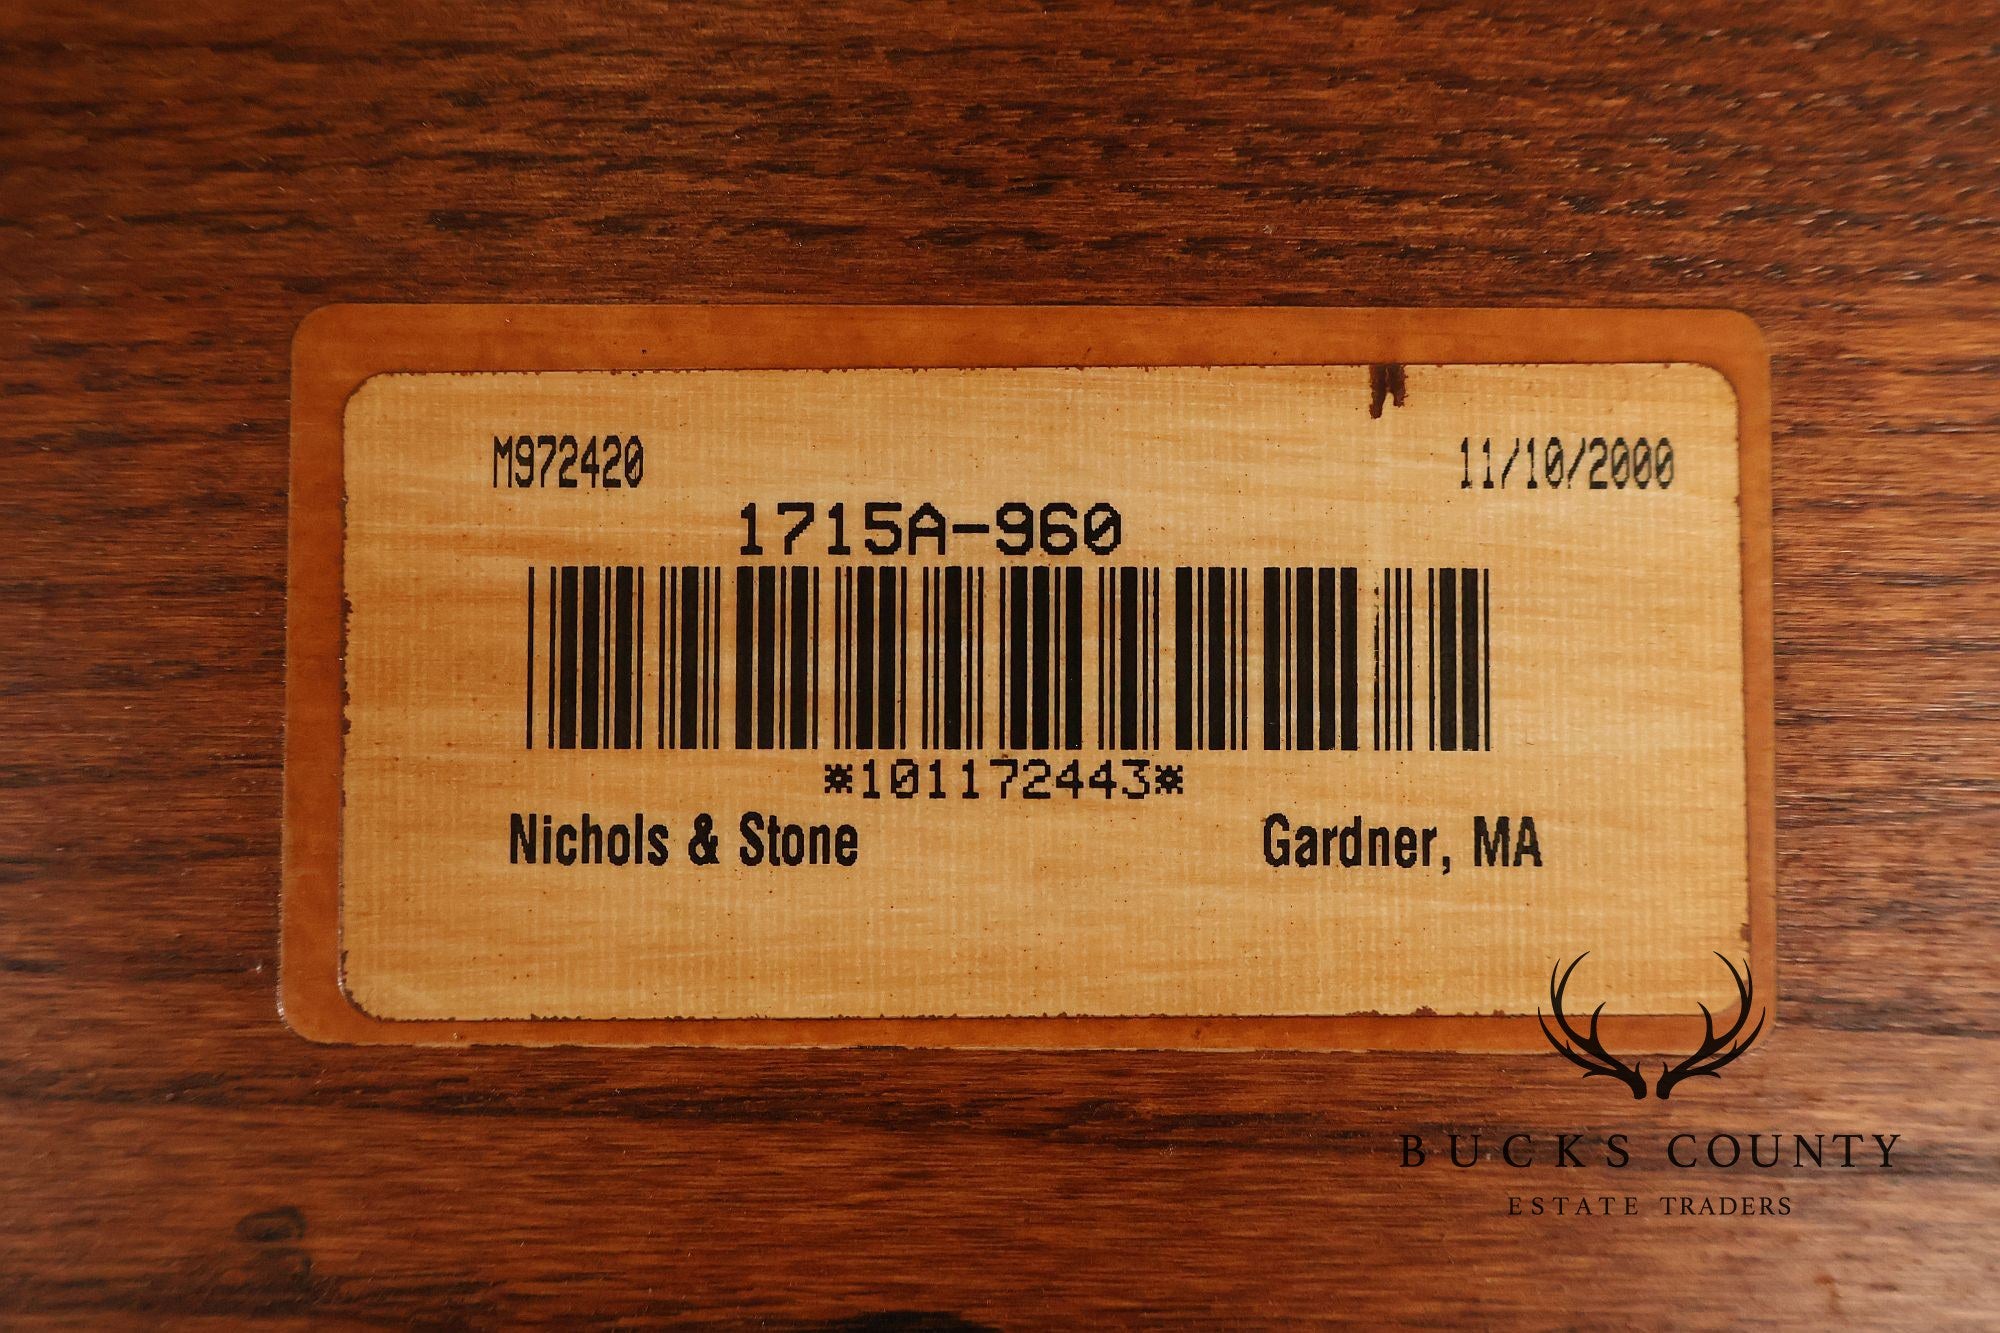 M972420 11/10/2000
1715A-960
*101172443*
Nichols & Stone Gardner, MA
BUCKS COUNTY
ESTATE TRADERS